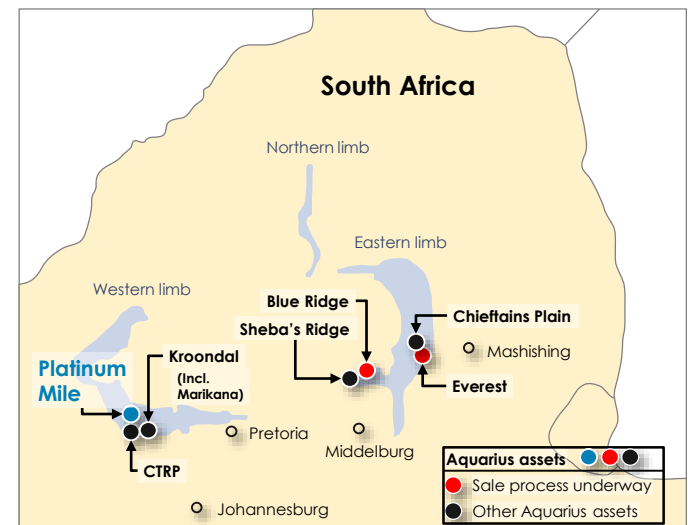 South Africa
Northern limb
Eastern limb
Western limb
Blue Ridge
Sheba's Ridge
Chieftains Plain
Mashishing
Everest
Platinum
Mile
Kroondal
(Incl.
Marikana)
CTRP
Pretoria
Middelburg
Johannesburg
Aquarius assets
Sale process underway
Other Aquarius assets